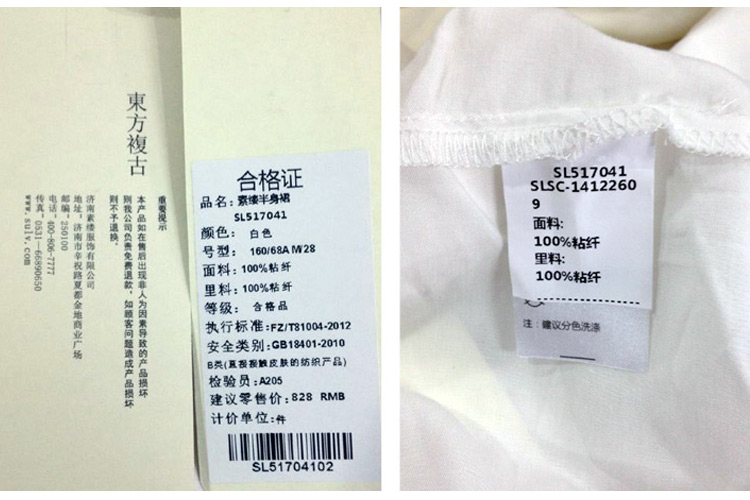 東方複古
重要提示
本产品如在售后出现非人为因素导致的产品损坏
则我公司负责免费退款，如顾客问题造成产品损坏
则不予退换。
济南素缕服饰有限公司
地址：济南市辛祝路夏都金地商业广场
邮编：250100
电话：400-806-7777
传真：0531-66890650
www.sulv.com
合格证
品名：素缕半身裙
SL517041
颜色：白色
号型：160/68A M/28
面料：100%粘纤
里料：100%粘纤
等级：合格品
执行标准：FZ/T81004-2012
安全类别：GB18401-2010
B类(直接接触皮肤的纺织产品)
检验员：A205
建议零售价：828 RMB
计价单位：件
SL51704102
SL517041
SLSC-1412260
9
面料：
100%粘纤
里料：
100%粘纤
注：建议分色洗涤